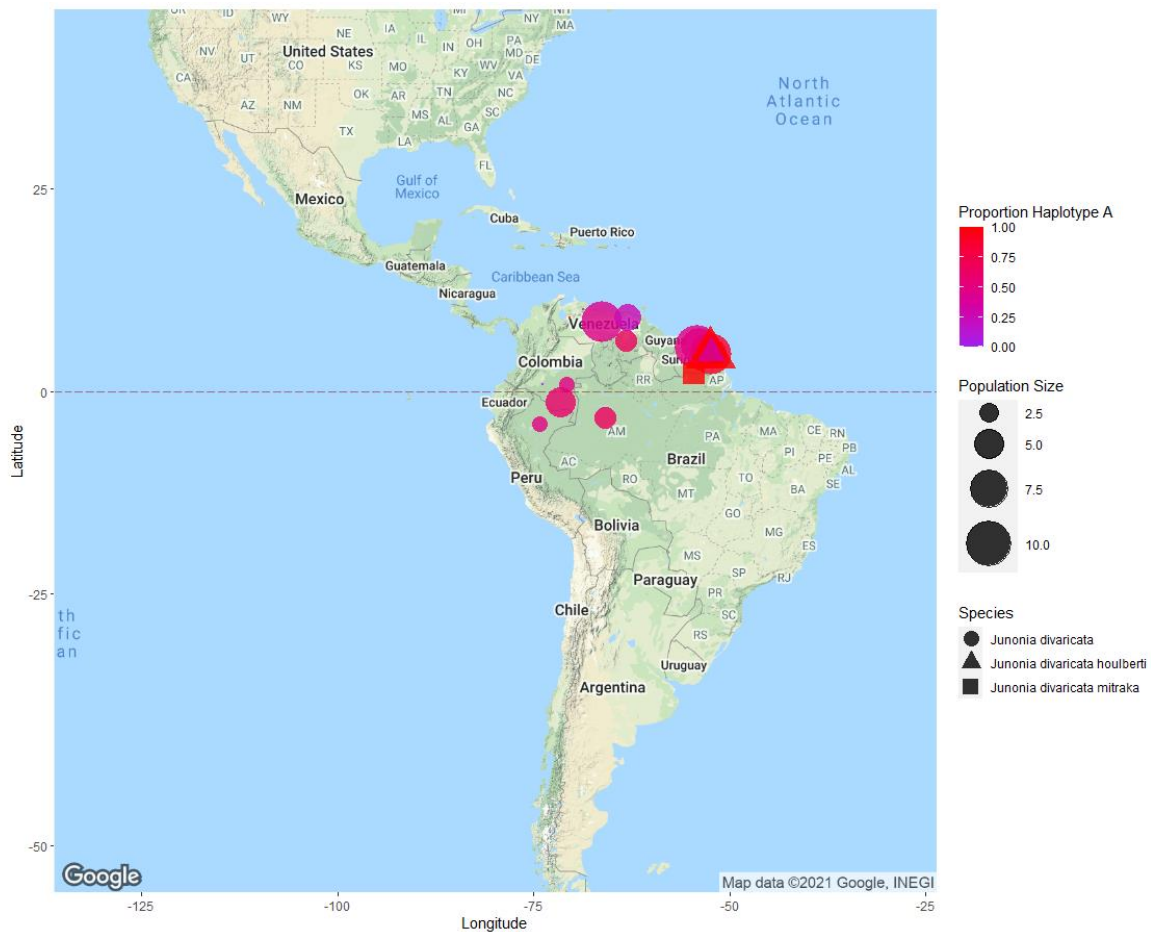 WY
NE
IA
PA
MA
United States
NV
IL
IN
OH
NY
UT
CO
KS
MO
MD
DE
CA
KY
WV
VA
OK
TN
NC
AZ
NM
AR
SC
MS
AL
GA
TX
LA
FL
North
Atlantic
Ocean
Gulf of
Mexico
Mexico
Cuba
Puerto Rico
Guatemala
Caribbean Sea
Nicaragua
Venezuela
Guyan
Colombia
Suri
RR
AP
Ecuador
AM
PA
MA
CE
RN
PB
PI
PE
AL
AC
Brazil
TO
SE
Peru
RO
MT
BA
GO
Bolivia
MG
MS
ES
Paraguay
SP
RJ
PR
Chile
SC
RS
Uruguay
Argentina
th
fic
an
Google
Map data ©2021 Google, INEGI
25
0
-25
-50
Latitude
-125
-100
-75
-50
-25
Longitude
Proportion Haplotype A
1.00
0.75
0.50
0.25
0.00
Population Size
2.5
5.0
7.5
10.0
Species
Junonia divaricata
Junonia divaricata houlberti
Junonia divaricata mitraka